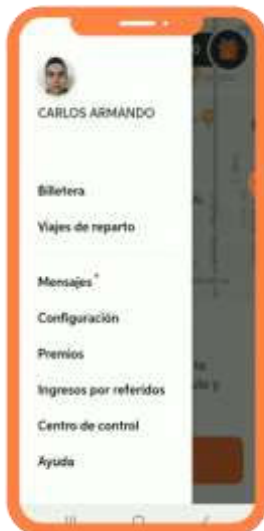 CARLOS ARMANDO
Billetera
Viajes de reparto
Mensajes
Configuración
Premios
Ingresos por referidos
Centro de control
Ayuda